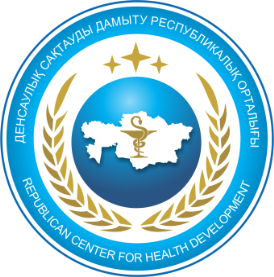 ДЕНСАУЛЫҚ САҚТАУДЫ ДАМЫТУ РЕСПУБЛИКАЛЫҚ ОРТАЛЫҒЫ
REPUBLICAN CENTER FOR HEALTH DEVELOPMENT